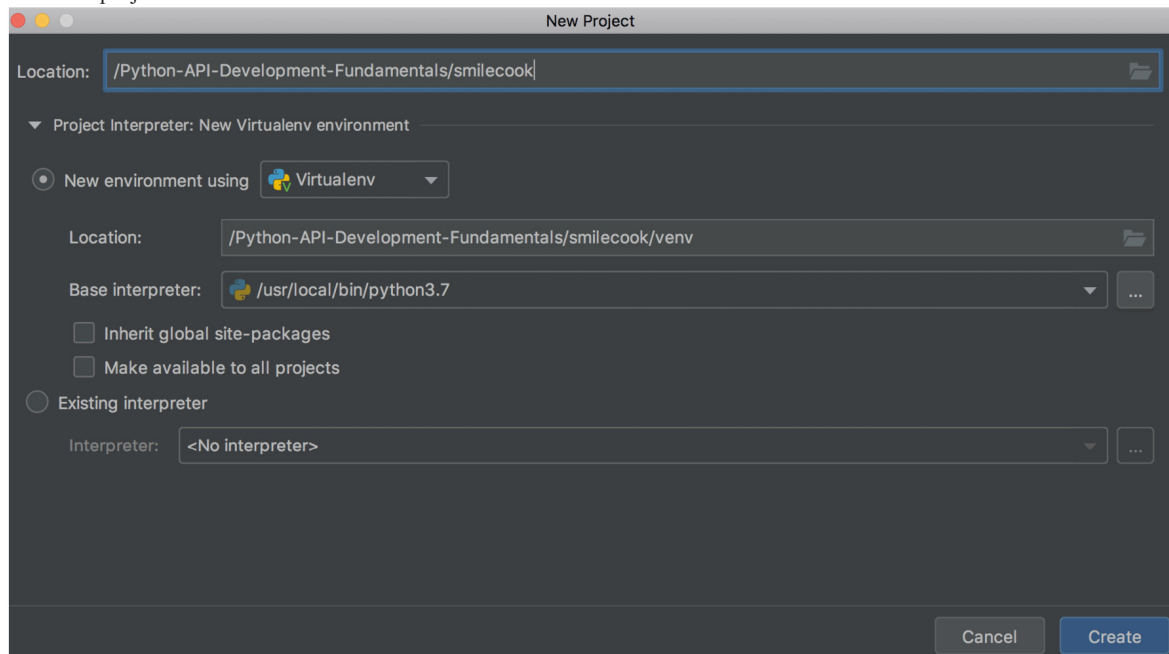 New Project
Location: /Python-API-Development-Fundamentals/smilecook
Project Interpreter: New Virtualenv environment
New environment using Virtualenv
Location: /Python-API-Development-Fundamentals/smilecook/venv
Base interpreter: /usr/local/bin/python3.7 ...
Inherit global site-packages
Make available to all projects
Existing interpreter
Interpreter: <No interpreter> ...
Cancel Create